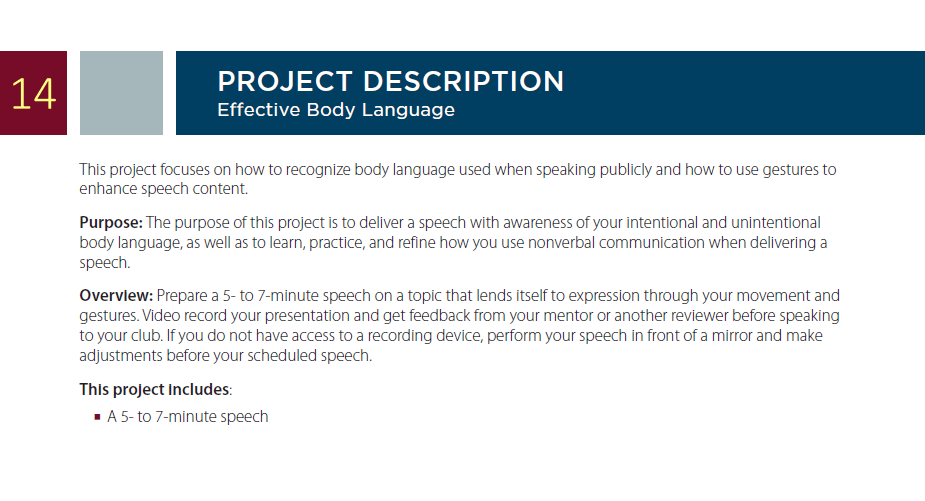 14
PROJECT DESCRIPTION
Effective Body Language
This project focuses on how to recognize body language used when speaking publicly and how to use gestures to
enhance speech content.
Purpose: The purpose of this project is to deliver a speech with awareness of your intentional and unintentional
body language, as well as to learn, practice, and refine how you use nonverbal communication when delivering a
speech.
Overview: Prepare a 5- to 7-minute speech on a topic that lends itself to expression through your movement and
gestures. Video record your presentation and get feedback from your mentor or another reviewer before speaking
to your club. If you do not have access to a recording device, perform your speech in front of a mirror and make
adjustments before your scheduled speech.
This project includes:
▪ A 5- to 7-minute speech